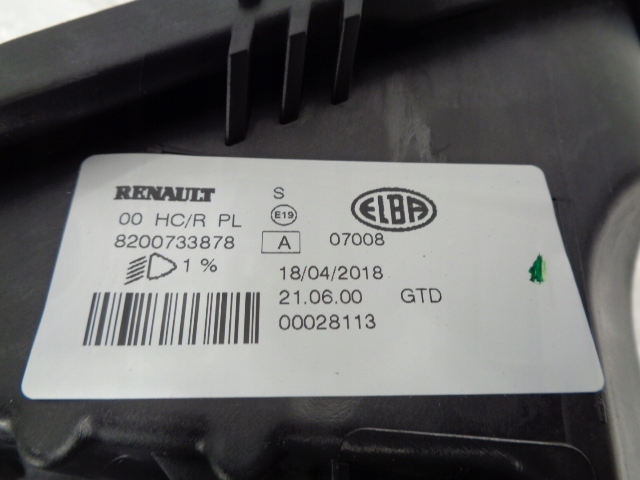 RENAULT S ELBA
00 HC/R PL E19
8200733878 A 07008
1 % 18/04/2018
21.06.00 GTD
00028113